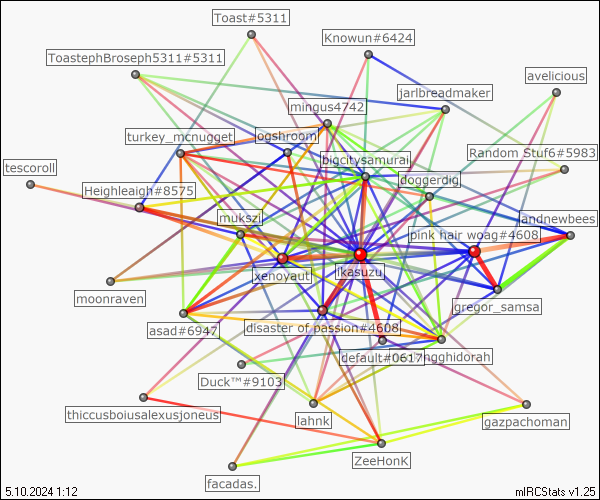 Toast#5311
Knowun#6424
ToastephBroseph5311#5311
avelicious
jarlbreadmaker
mingus4742
turkey_mcnugget
ogshroom
bigcitysamurai
Random Stuf6#5983
tescoroll
doggerdig
Heighleaigh#8575
mukszi
landnewbees
pink hair woag#4608
xenoyaut
ikasuzu
moonraven
gregor_samsa
asad#6947
disaster of passion#4608
default#0617
ngghidorah
Duck™#9103
thiccusboiusalexusjoneus
lahnk
gazpachoman
ZeeHonK
facadas.
5.10.2024 1:12
mIRCStats v1.25